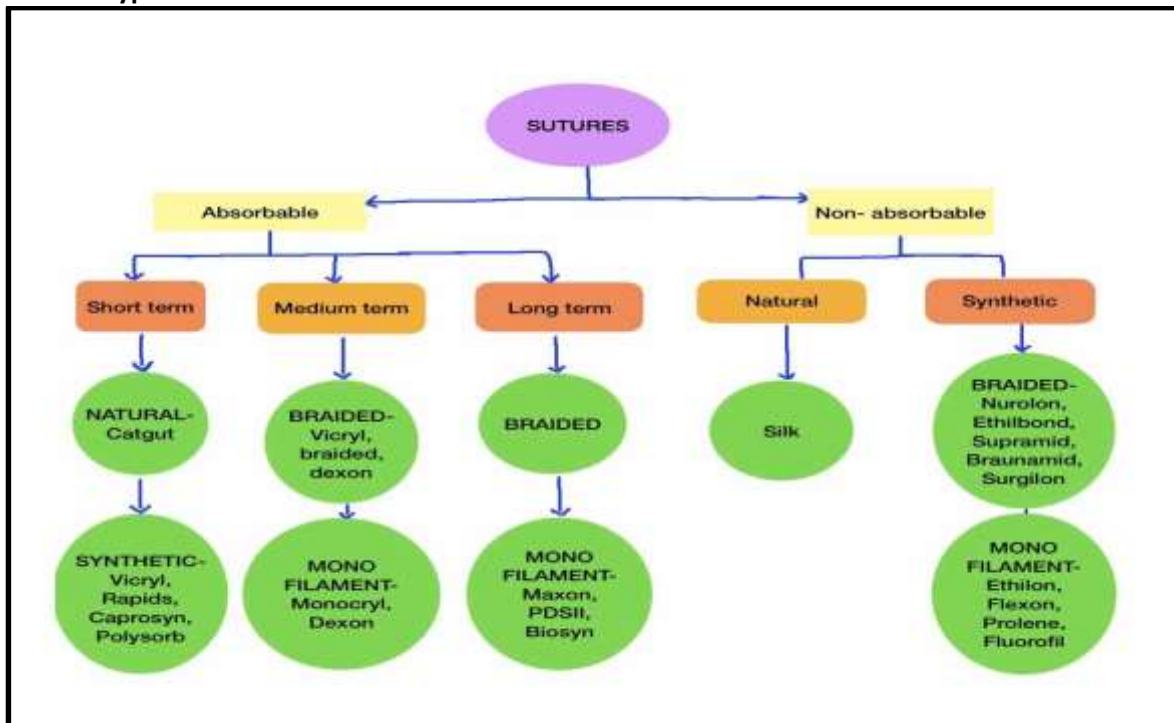 SUTURES
Absorbable
Non- absorbable
Short term
Medium term
Long term
Natural
Synthetic
NATURAL-
Catgut
BRAIDED-
Vicryl,
braided,
dexon
BRAIDED
Silk
BRAIDED-
Nurolon,
Ethilbond,
Supramid,
Braunamid,
Surgilon
SYNTHETIC-
Vicryl,
Rapids,
Caprosyn,
Polysorb
MONO
FILAMENT-
Monocryl,
Dexon
MONO
FILAMENT-
Maxon,
PDSII,
Biosyn
MONO
FILAMENT-
Ethilon,
Flexon,
Prolene,
Fluorofil